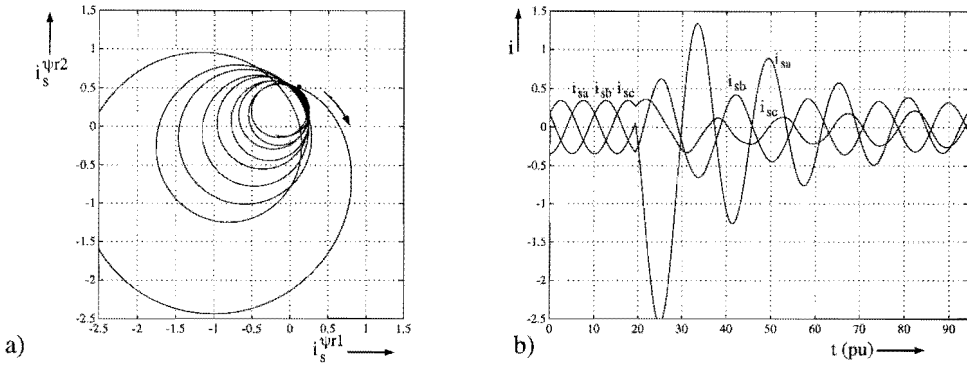 i_s^ψr2
1.5
1
0.5
0
-0.5
-1
-1.5
-2
-2.5
-2.5 -2 -1.5 -1 -0.5 0 0.5 1 1.5
i_s^ψr1
a)
i
1.5
1
0.5
0
-0.5
-1
-1.5
-2
-2.5
i_sa i_sb i_sc
i_sa
i_sb
i_sc
0 10 20 30 40 50 60 70 80 90
t (pu)
b)